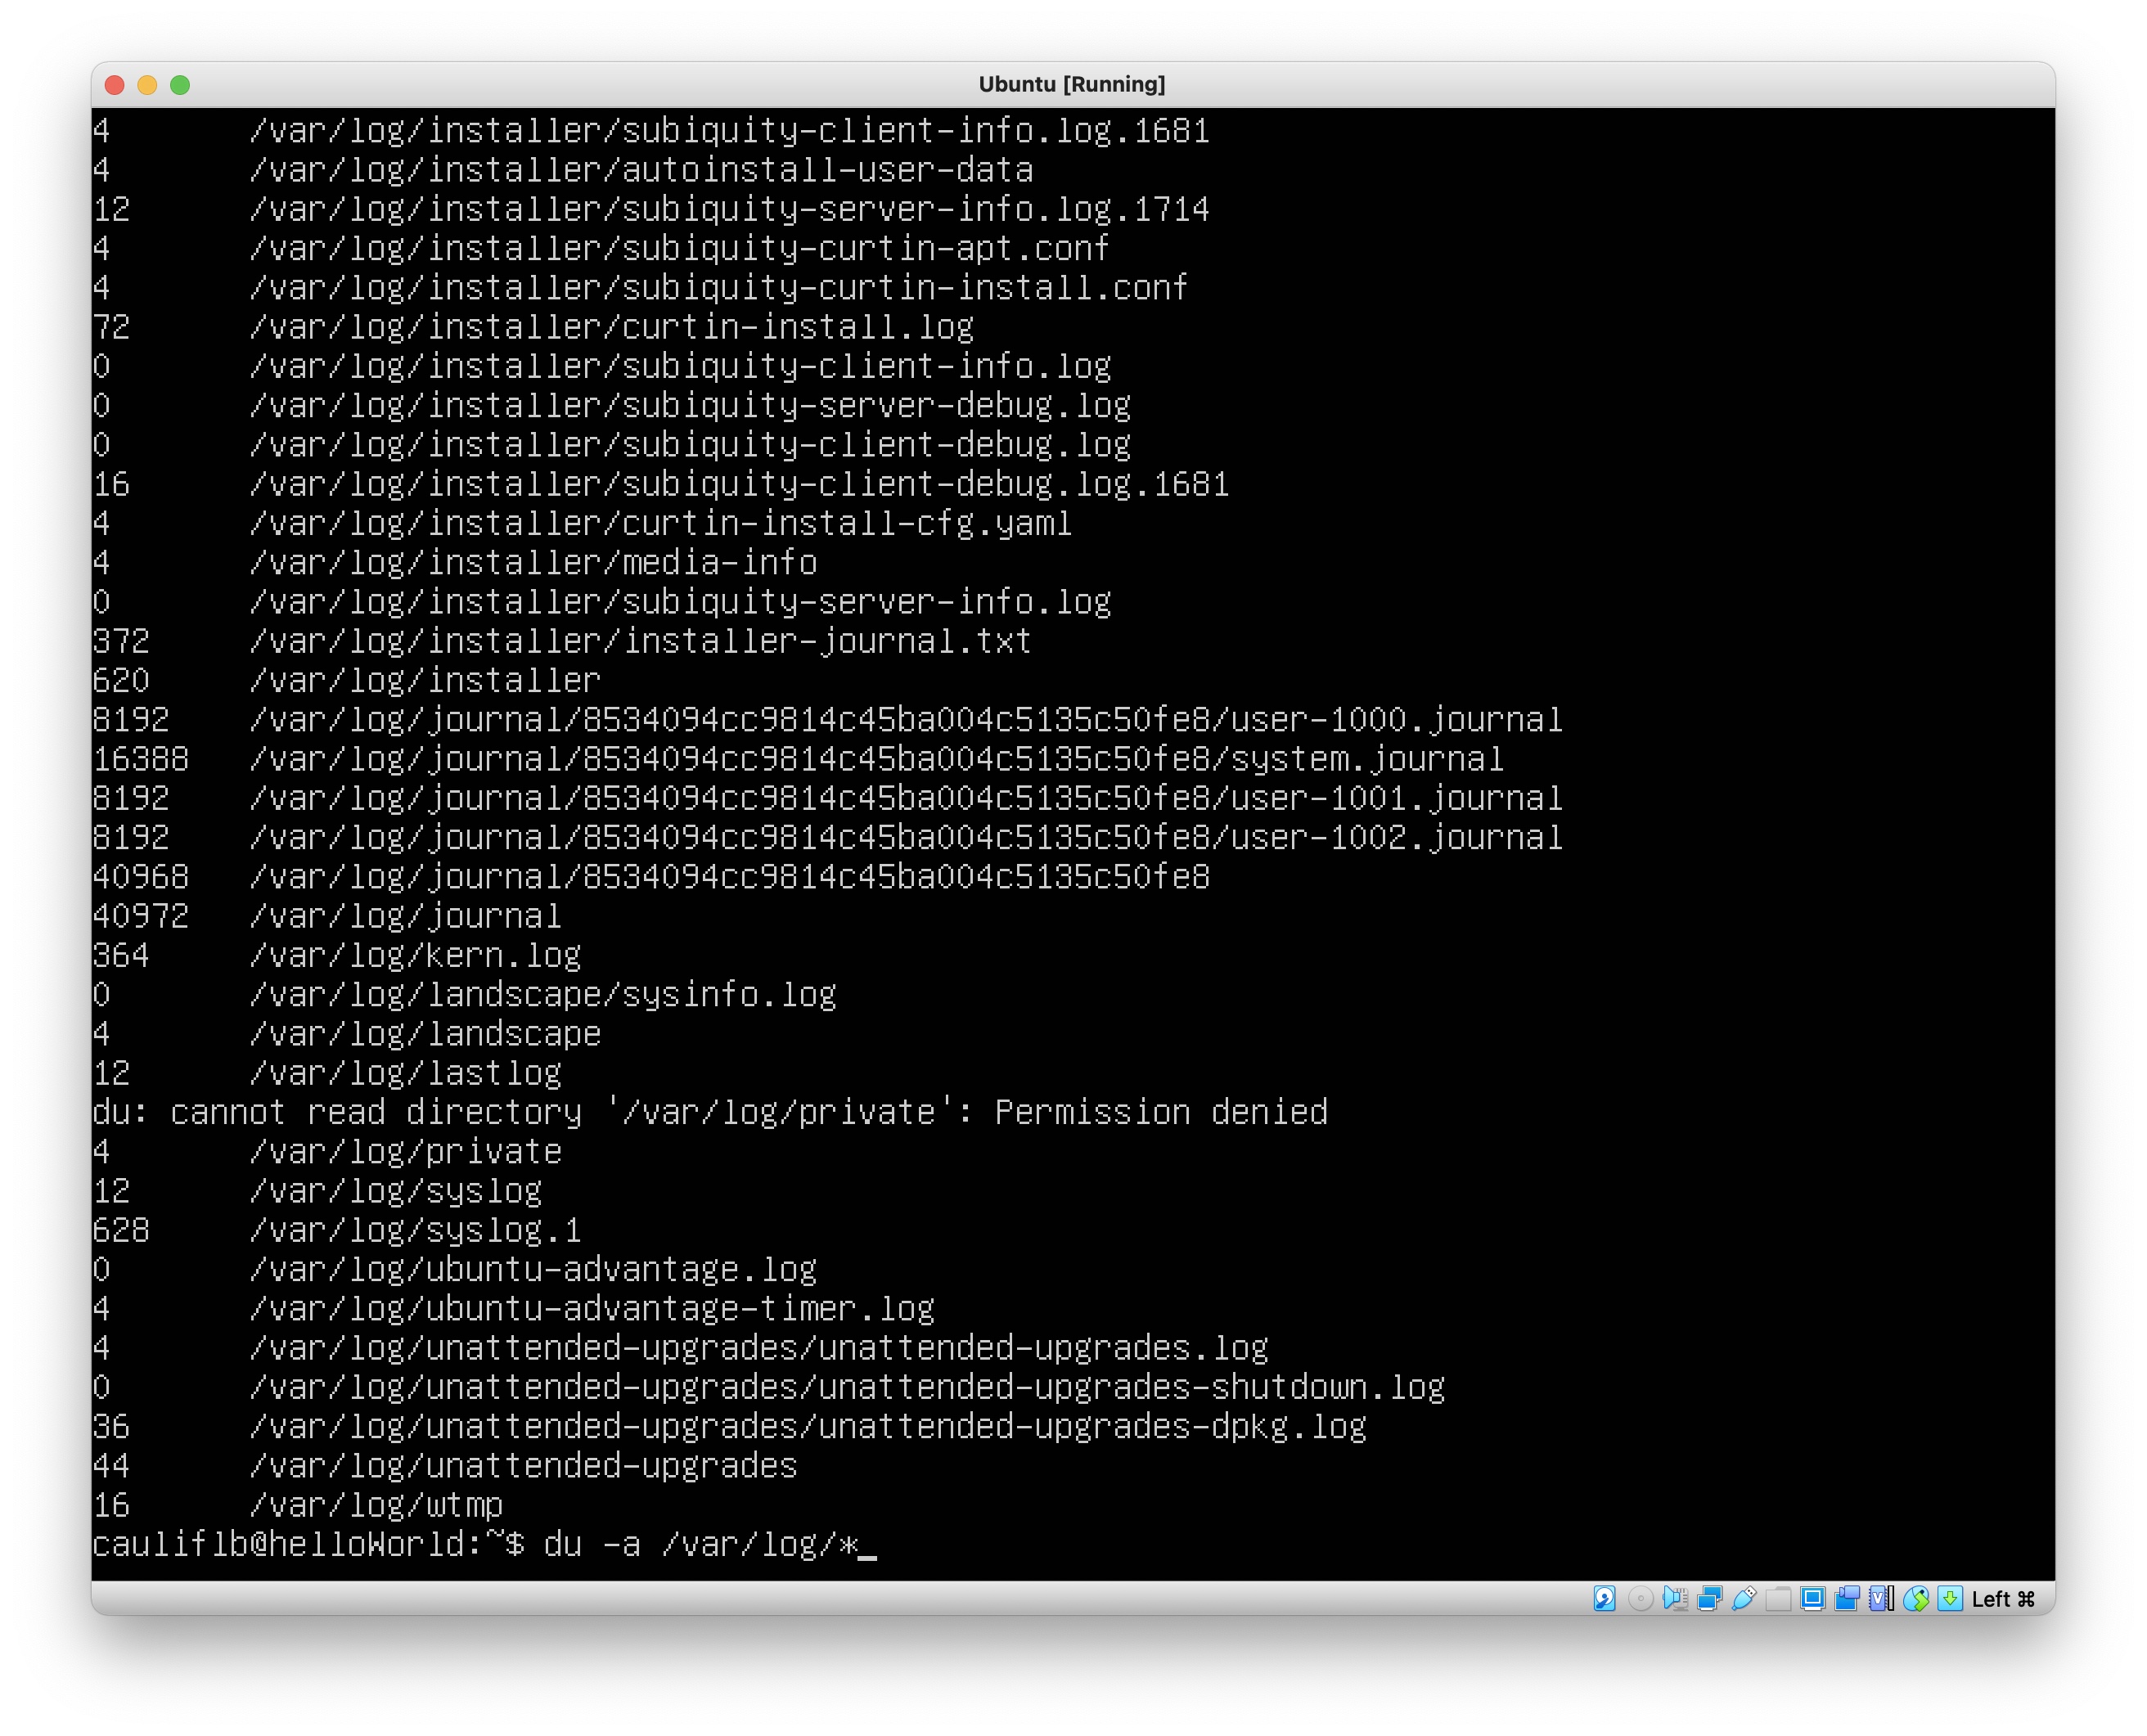 Ubuntu [Running]
4 /var/log/installer/subiquity-client-info.log.1681
4 /var/log/installer/autoinstall-user-data
12 /var/log/installer/subiquity-server-info.log.1714
4 /var/log/installer/subiquity-curtin-apt.conf
4 /var/log/installer/subiquity-curtin-install.conf
72 /var/log/installer/curtin-install.log
0 /var/log/installer/subiquity-client-info.log
0 /var/log/installer/subiquity-server-debug.log
0 /var/log/installer/subiquity-client-debug.log
16 /var/log/installer/subiquity-client-debug.log.1681
4 /var/log/installer/curtin-install-cfg.yaml
4 /var/log/installer/media-info
0 /var/log/installer/subiquity-server-info.log
372 /var/log/installer/installer-journal.txt
620 /var/log/installer
8192 /var/log/journal/8534094cc9814c45ba004c5135c50fe8/user-1000.journal
16388 /var/log/journal/8534094cc9814c45ba004c5135c50fe8/system.journal
8192 /var/log/journal/8534094cc9814c45ba004c5135c50fe8/user-1001.journal
8192 /var/log/journal/8534094cc9814c45ba004c5135c50fe8/user-1002.journal
40968 /var/log/journal/8534094cc9814c45ba004c5135c50fe8
40972 /var/log/journal
364 /var/log/kern.log
0 /var/log/landscape/sysinfo.log
4 /var/log/landscape
12 /var/log/lastlog
du: cannot read directory '/var/log/private': Permission denied
4 /var/log/private
12 /var/log/syslog
628 /var/log/syslog.1
0 /var/log/ubuntu-advantage.log
4 /var/log/ubuntu-advantage-timer.log
4 /var/log/unattended-upgrades/unattended-upgrades.log
0 /var/log/unattended-upgrades/unattended-upgrades-shutdown.log
36 /var/log/unattended-upgrades/unattended-upgrades-dpkg.log
44 /var/log/unattended-upgrades
16 /var/log/wtmp
cauliflb@helloWorld:~$ du -a /var/log/*_
Left ⌘